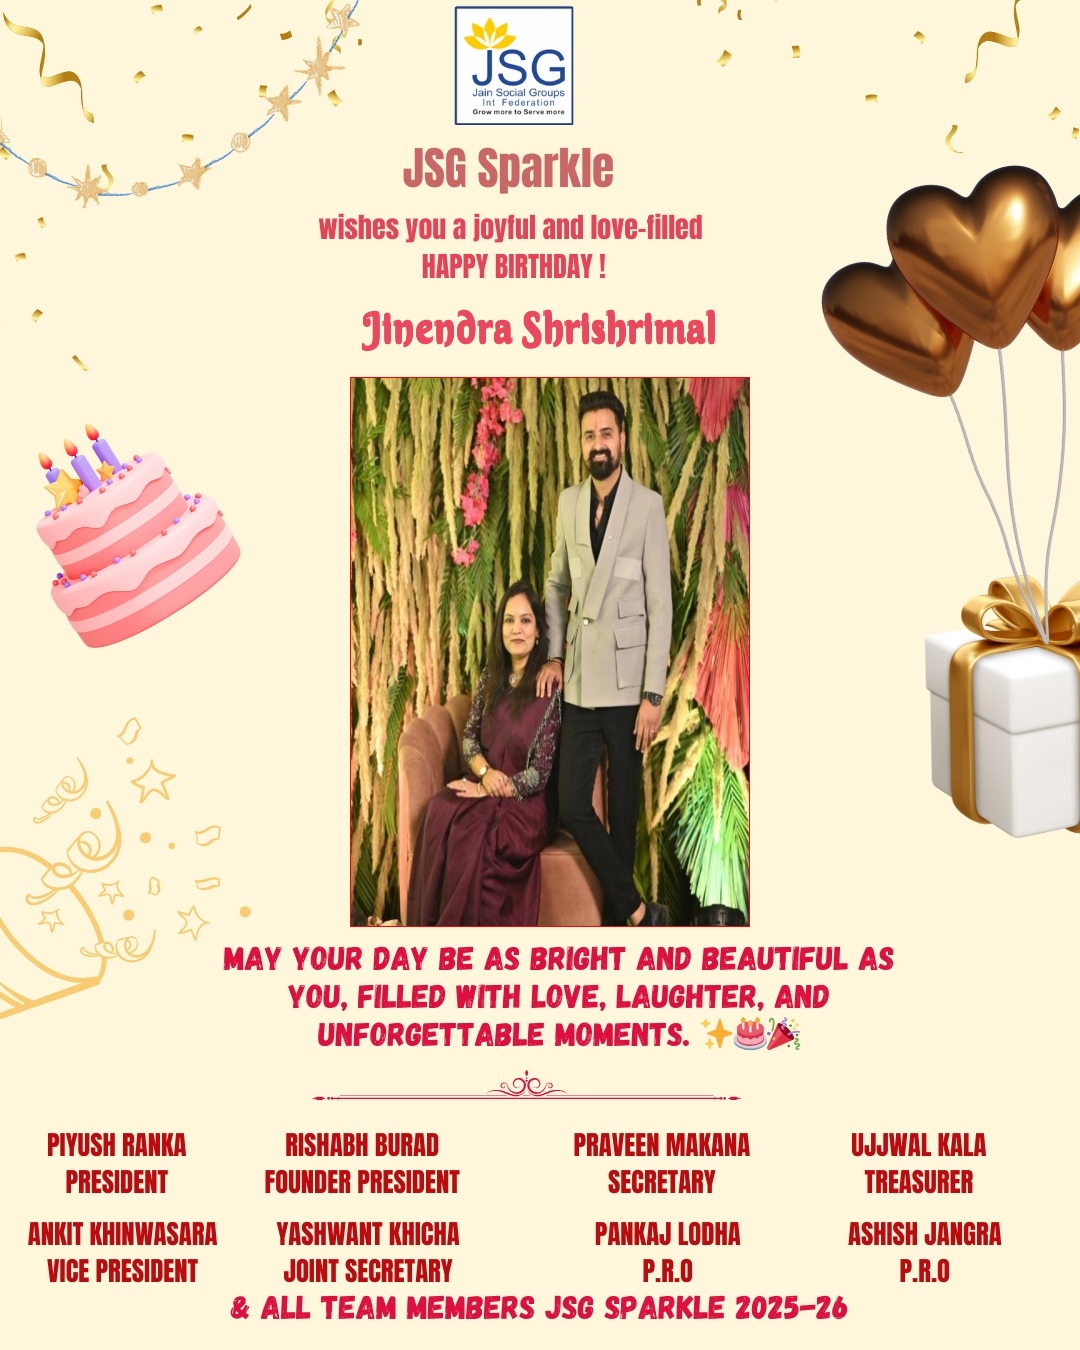 JSG
Jain Social Groups
Int Federation
Grow more to Serve more
JSG Sparkle
wishes you a joyful and love-filled
HAPPY BIRTHDAY !
Jinendra Shrishrimal
MAY YOUR DAY BE AS BRIGHT AND BEAUTIFUL AS
YOU, FILLED WITH LOVE, LAUGHTER, AND
UNFORGETTABLE MOMENTS. ✨🎂🎉
PIYUSH RANKA
PRESIDENT
RISHABH BURAD
FOUNDER PRESIDENT
PRAVEEN MAKANA
SECRETARY
UJJWAL KALA
TREASURER
ANKIT KHINWASARA
VICE PRESIDENT
YASHWANT KHICHA
JOINT SECRETARY
PANKAJ LODHA
P.R.O
ASHISH JANGRA
P.R.O
& ALL TEAM MEMBERS JSG SPARKLE 2025-26